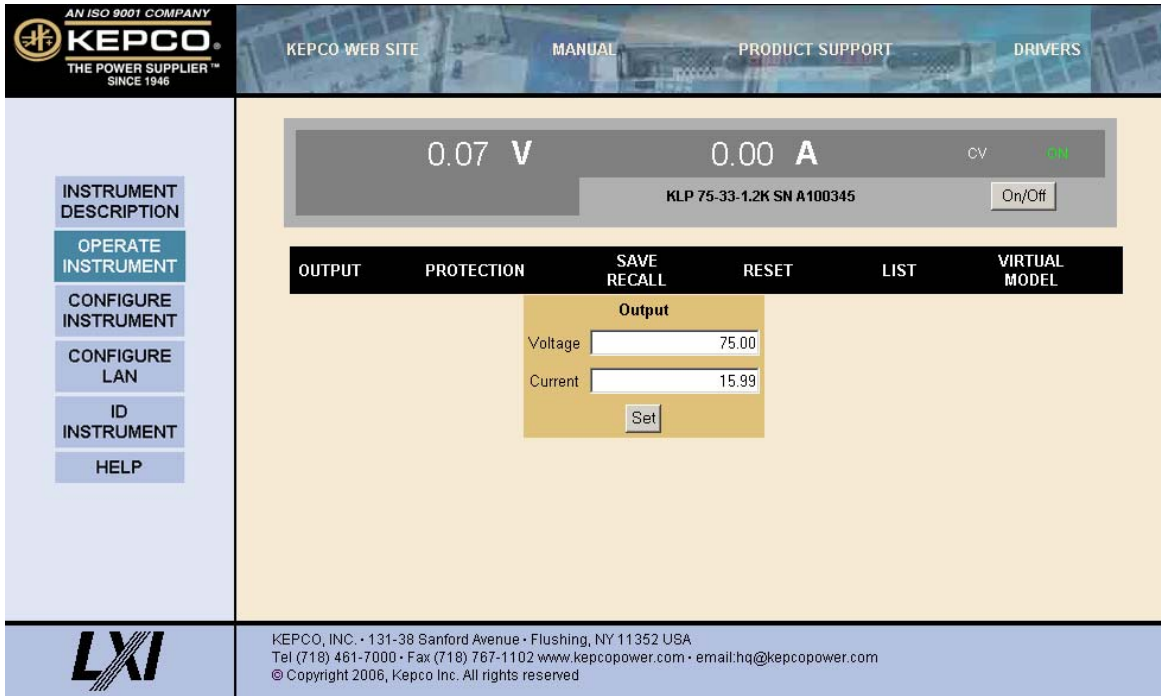 AN ISO 9001 COMPANY
KEPCO®
THE POWER SUPPLIER™
SINCE 1946
KEPCO WEB SITE MANUAL PRODUCT SUPPORT DRIVERS
0.07 V 0.00 A CV ON
KLP 75-33-1.2K SN A100345 On/Off
INSTRUMENT
DESCRIPTION
OPERATE
INSTRUMENT
CONFIGURE
INSTRUMENT
CONFIGURE
LAN
ID
INSTRUMENT
HELP
OUTPUT PROTECTION SAVE RECALL RESET LIST VIRTUAL MODEL
Output
Voltage 75.00
Current 15.99
Set
LXI
KEPCO, INC. • 131-38 Sanford Avenue • Flushing, NY 11352 USA
Tel (718) 461-7000 • Fax (718) 767-1102 www.kepcopower.com • email:hq@kepcopower.com
© Copyright 2006, Kepco Inc. All rights reserved